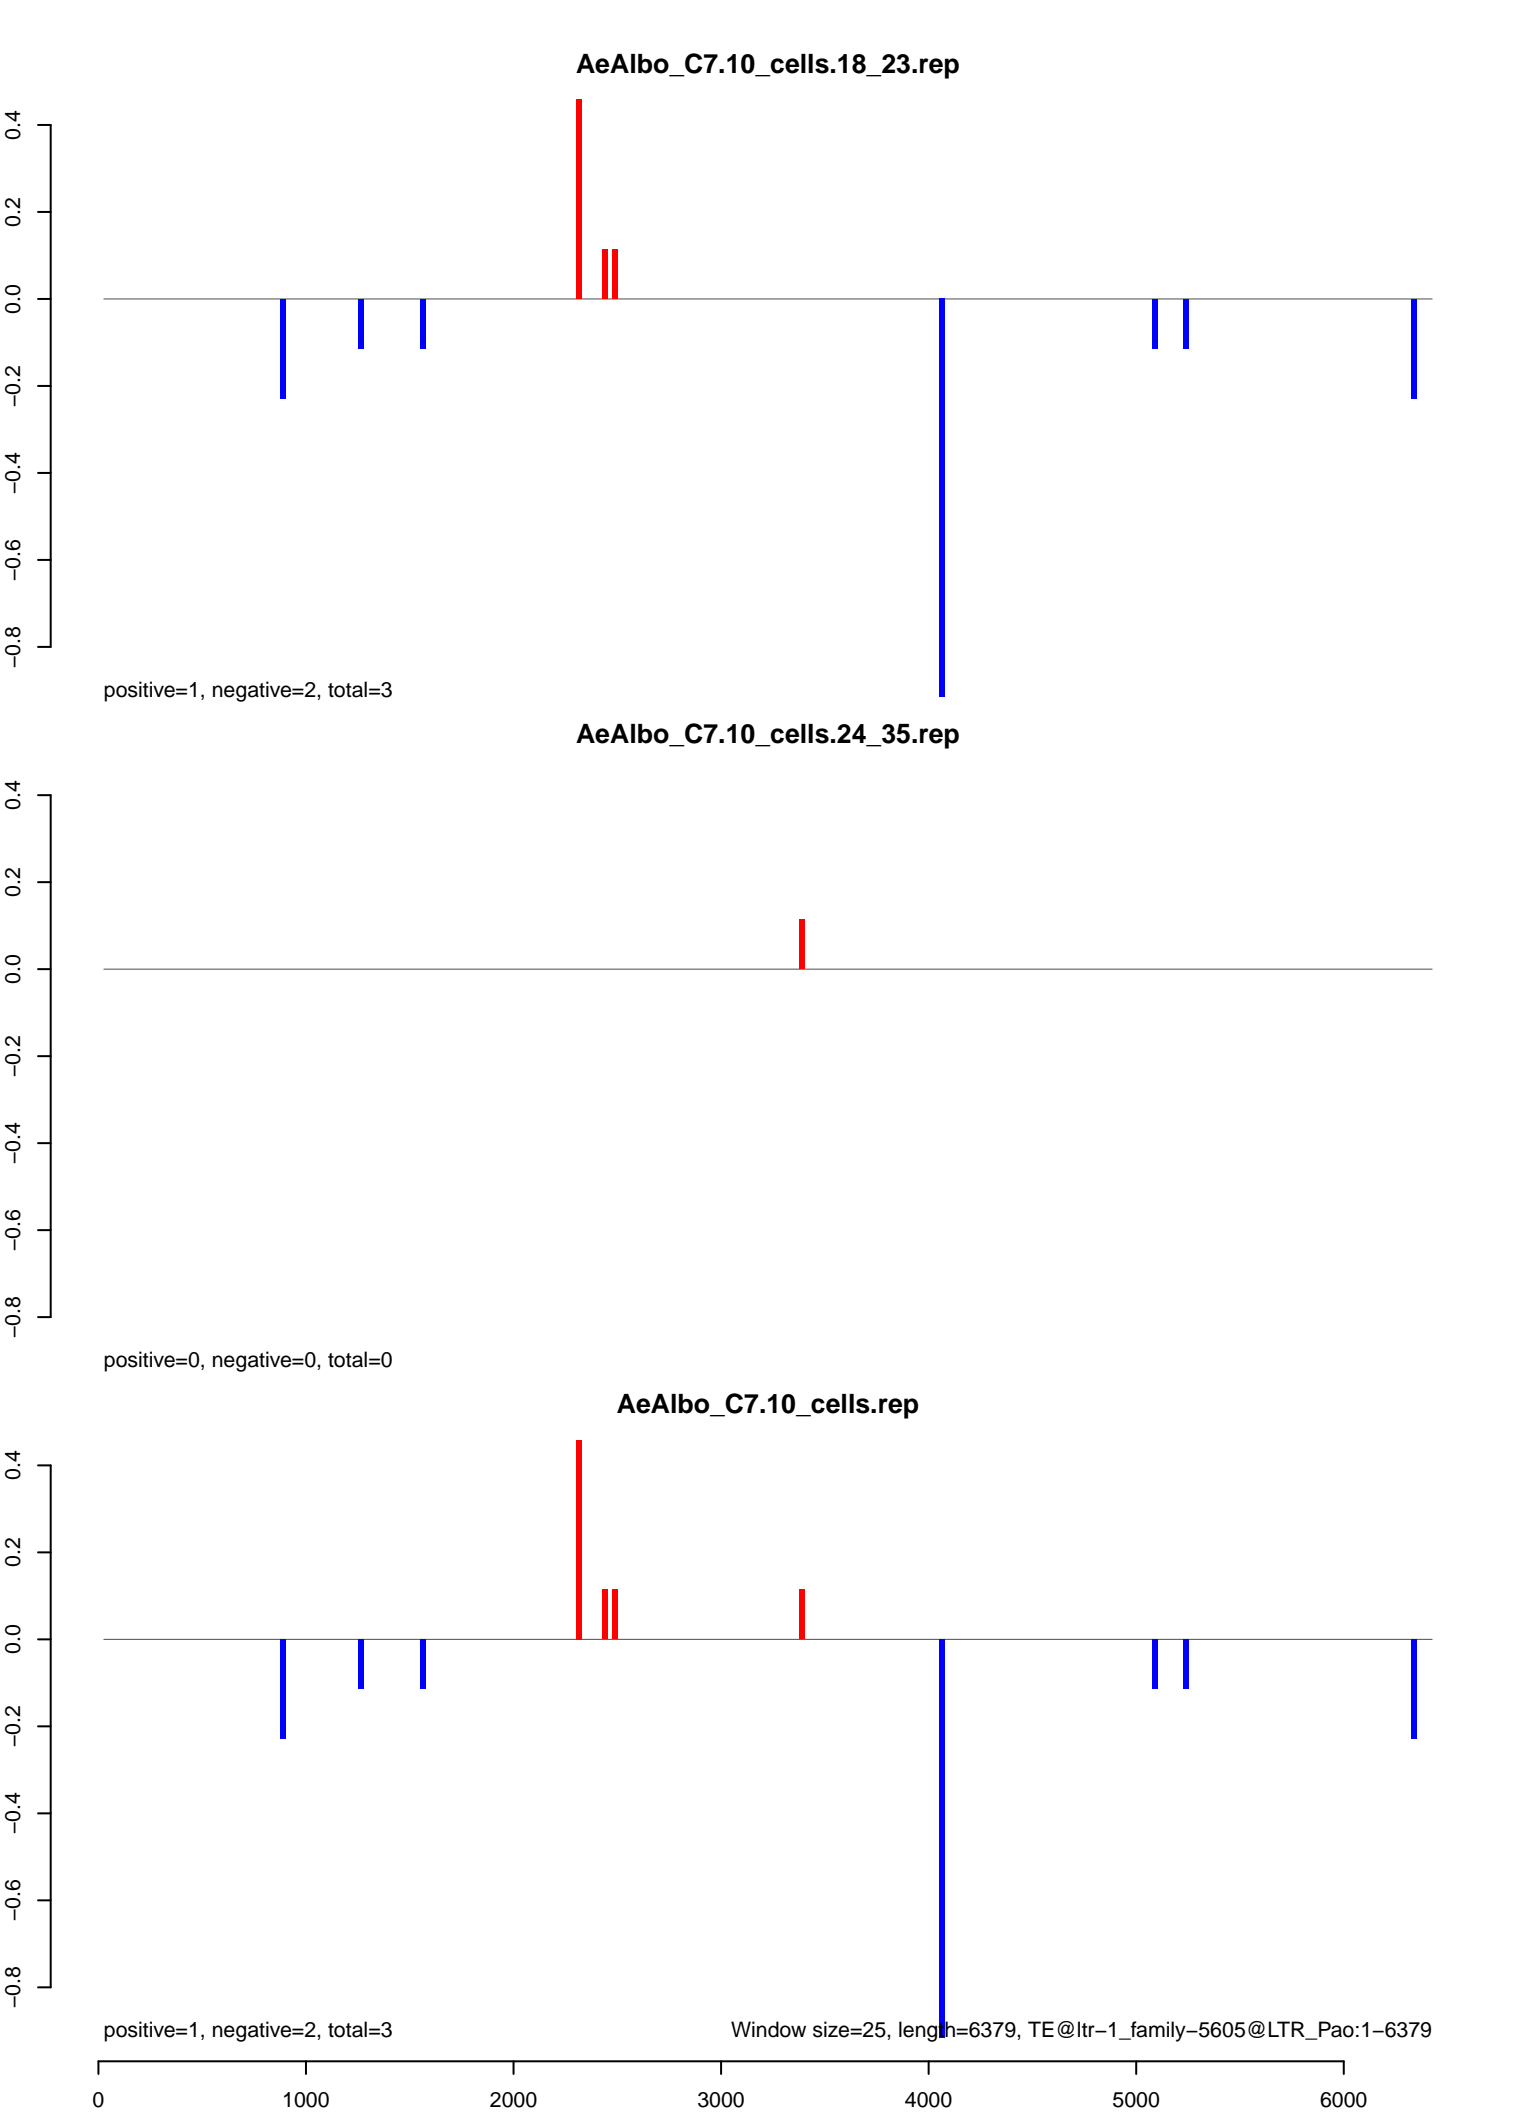 AeAlbo_C7.10_cells.18_23.rep
0.4
0.2
0.0
−0.2
−0.4
−0.6
−0.8
positive=1, negative=2, total=3
AeAlbo_C7.10_cells.24_35.rep
0.4
0.2
0.0
−0.2
−0.4
−0.6
−0.8
positive=0, negative=0, total=0
AeAlbo_C7.10_cells.rep
0.4
0.2
0.0
−0.2
−0.4
−0.6
−0.8
positive=1, negative=2, total=3
Window size=25, length=6379, TE@ltr−1_family−5605@LTR_Pao:1−6379
0 1000 2000 3000 4000 5000 6000